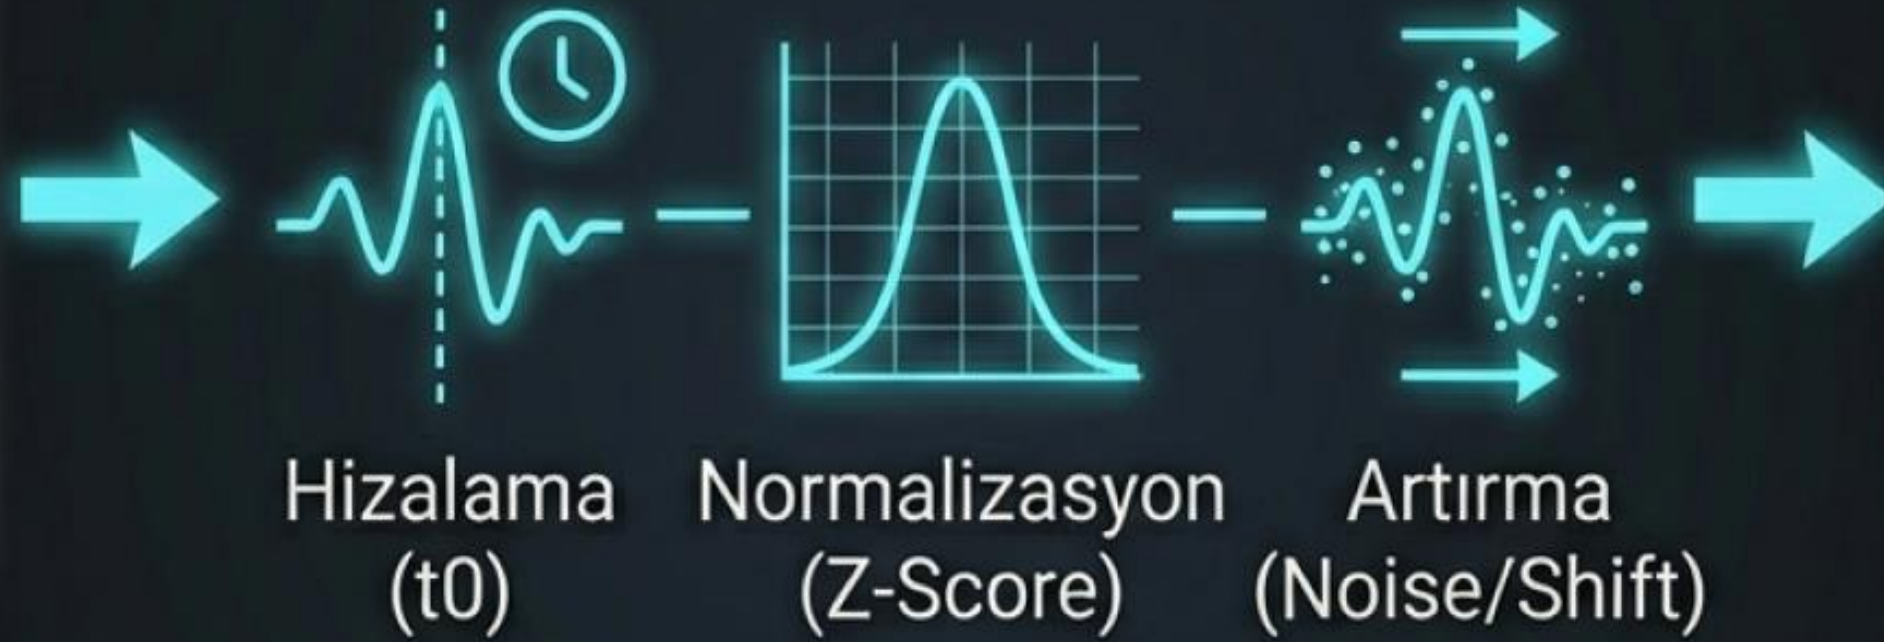 Hizalama
(t0)
Normalizasyon
(Z-Score)
Artırma
(Noise/Shift)